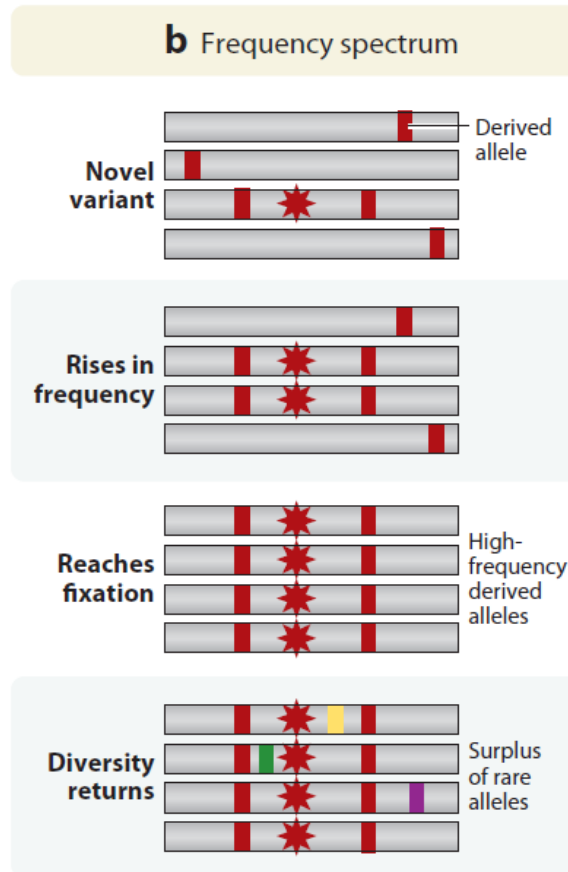 b Frequency spectrum
Derived
allele
Novel
variant
Rises in
frequency
Reaches
fixation
High-
frequency
derived
alleles
Diversity
returns
Surplus
of rare
alleles